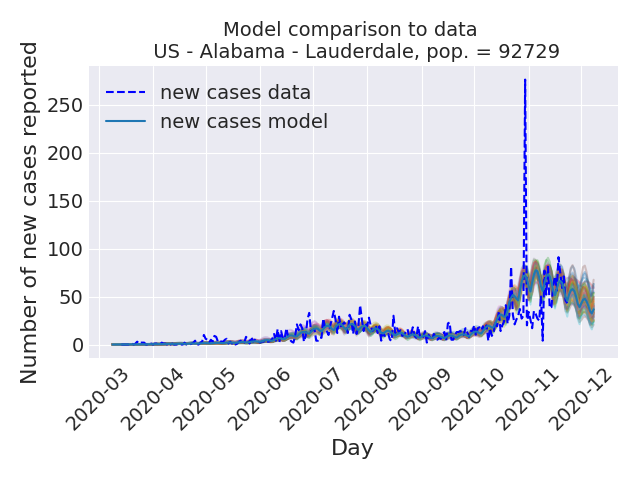 Model comparison to data
US - Alabama - Lauderdale, pop. = 92729
Number of new cases reported
250
200
150
100
50
0
new cases data
new cases model
2020-03
2020-04
2020-05
2020-06
2020-07
2020-08
2020-09
2020-10
2020-11
2020-12
Day